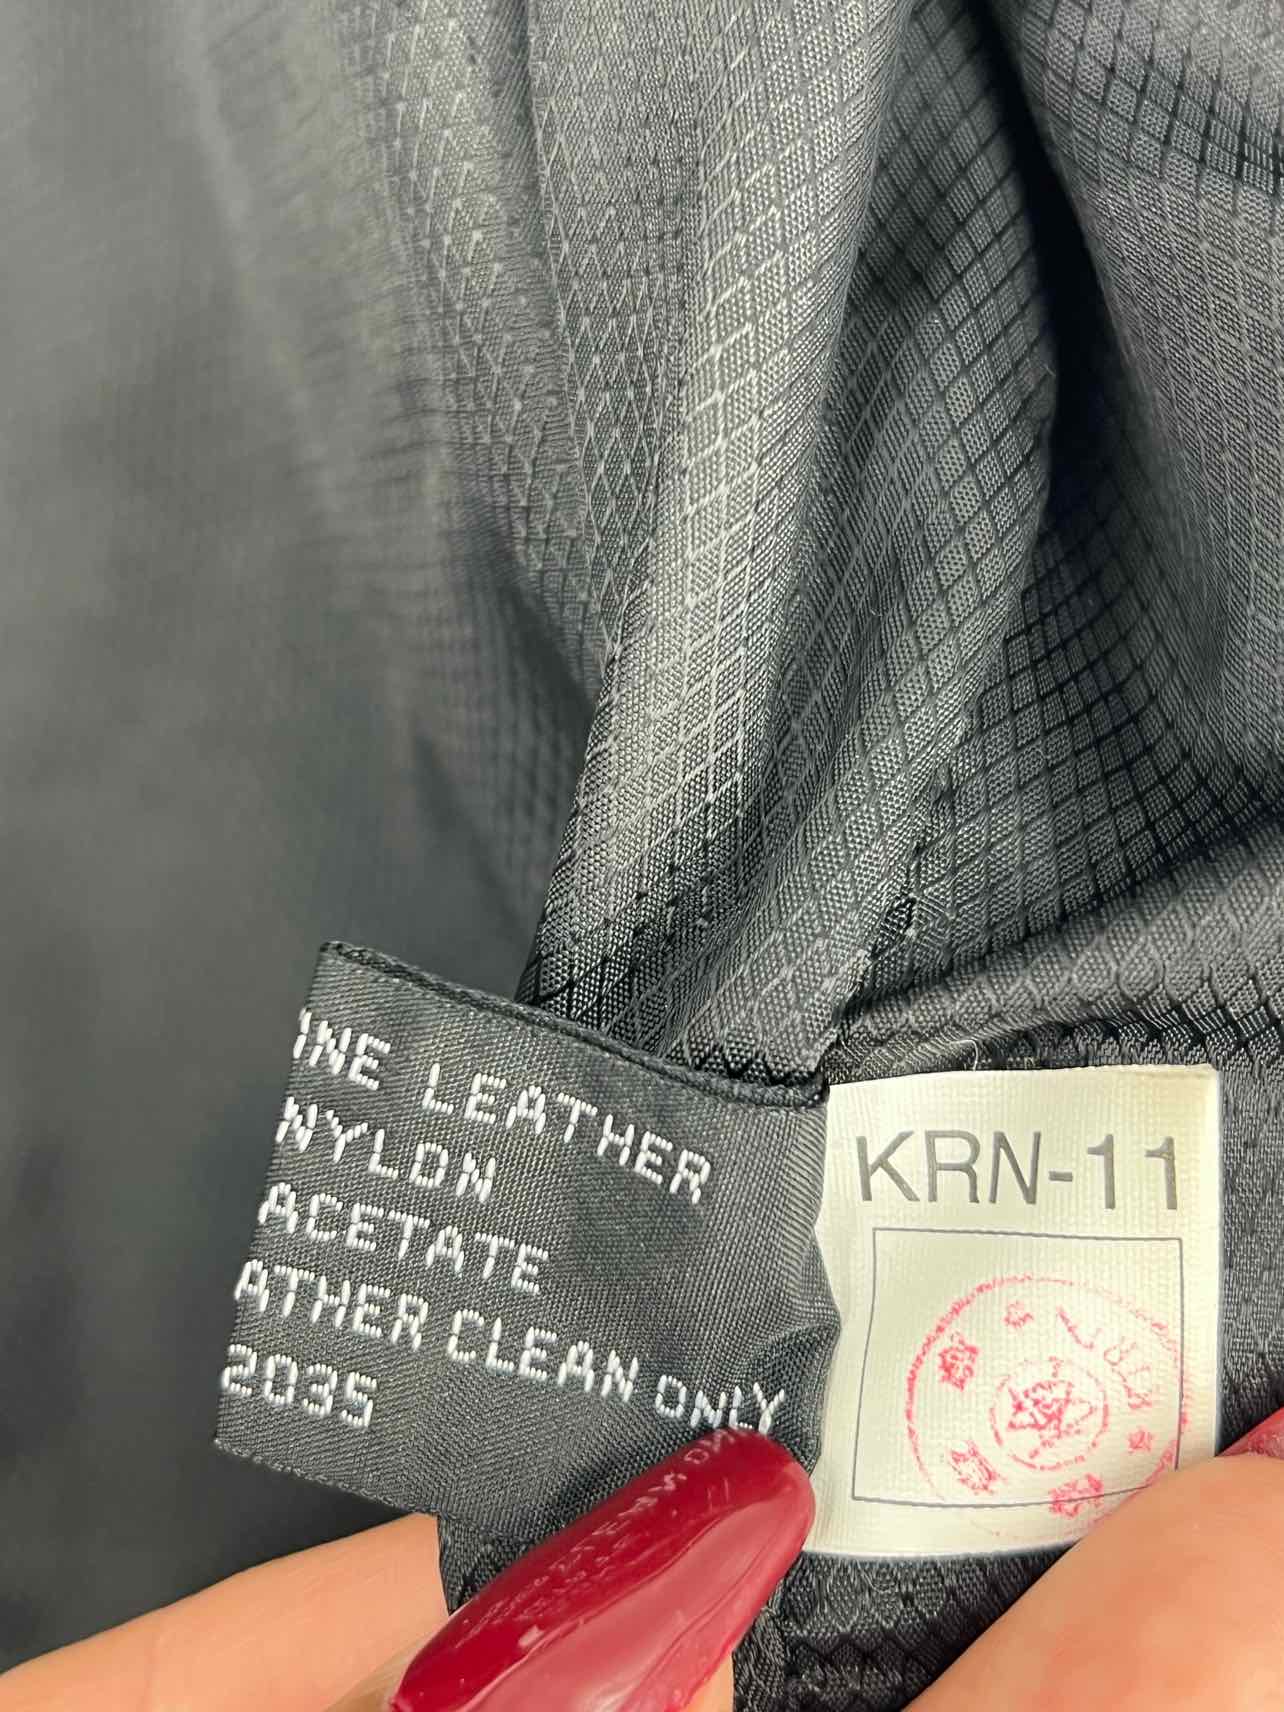 INE LEATHER
NYLON
ACETATE
ATHER CLEAN ONLY
2035
KRN-11